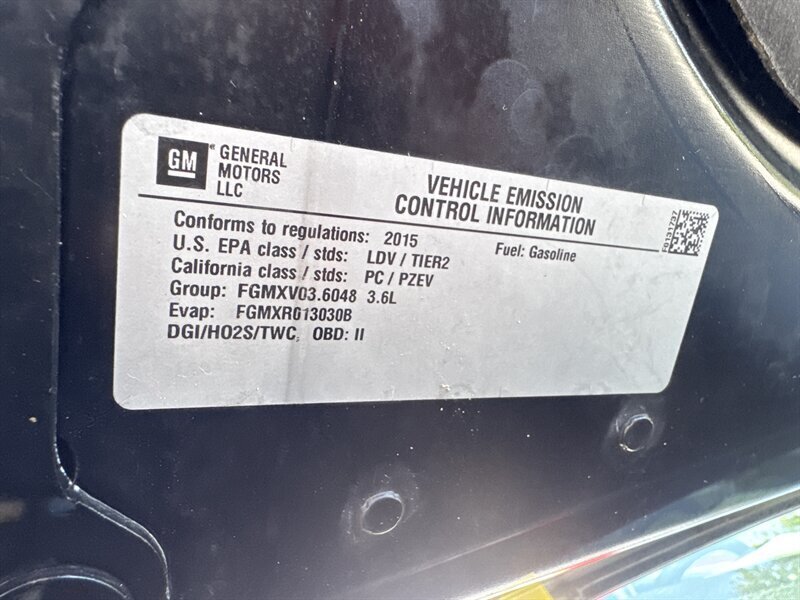 GM
GENERAL
MOTORS
LLC
VEHICLE EMISSION
CONTROL INFORMATION
Conforms to regulations: 2015
Fuel: Gasoline
U.S. EPA class / stds: LDV / TIER2
California class / stds: PC / PZEV
Group: FGMXV03.6048 3.6L
Evap: FGMXR013030B
DGI/HO2S/TWC, OBD: II
F0131737